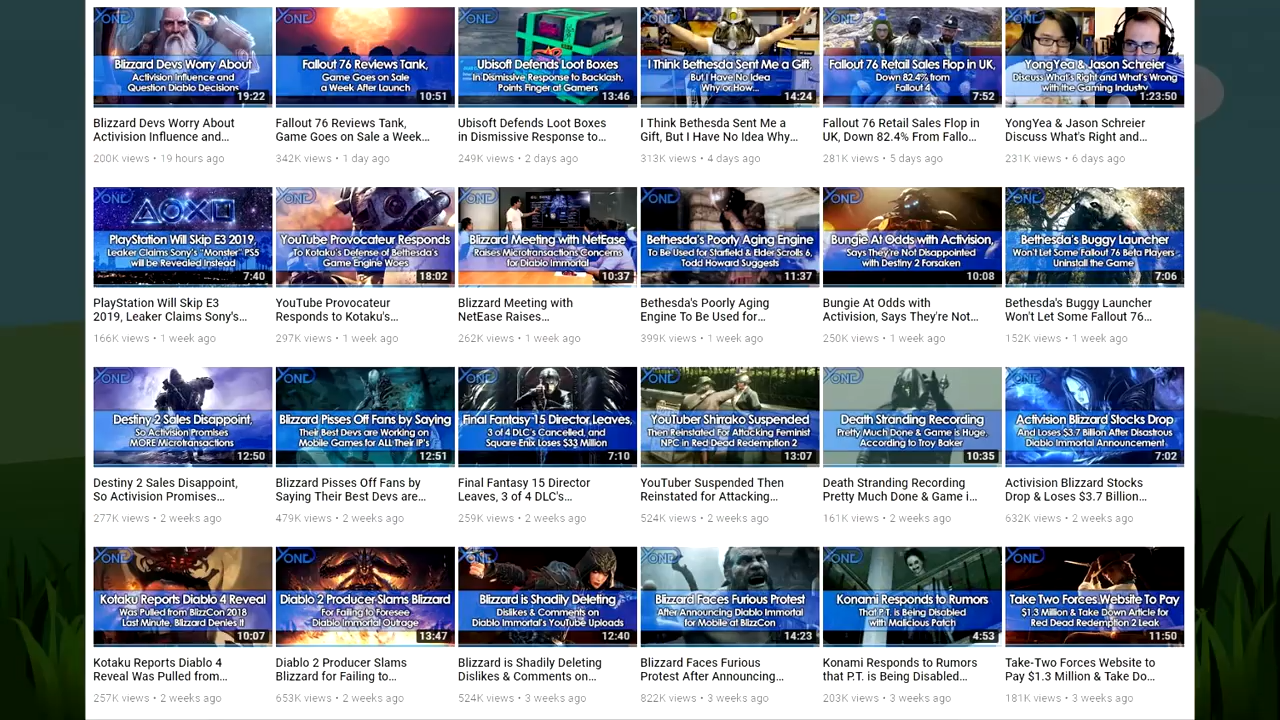 YONG
Blizzard Devs Worry About
Activision Influence and
Question Diablo Decisions
19:22
Blizzard Devs Worry About
Activision Influence and...
200K views • 19 hours ago
YONG
Fallout 76 Reviews Tank,
Game Goes on Sale
a Week After Launch
10:51
Fallout 76 Reviews Tank,
Game Goes on Sale a Week...
342K views • 1 day ago
YONG
Ubisoft Defends Loot Boxes
In Dismissive Response to Backlash,
Points Finger at Gamers
13:46
Ubisoft Defends Loot Boxes
in Dismissive Response to...
249K views • 2 days ago
YONG
I Think Bethesda Sent Me a Gift,
But I Have No Idea
Why or How...
14:24
I Think Bethesda Sent Me a
Gift, But I Have No Idea Why...
313K views • 4 days ago
YONG
Fallout 76 Retail Sales Flop in UK,
Down 82.4% from
Fallout 4
7:52
Fallout 76 Retail Sales Flop in
UK, Down 82.4% From Fallo...
281K views • 5 days ago
YONG
YongYea & Jason Schreier
Discuss What's Right and What's Wrong
with the Gaming Industry
1:23:50
YongYea & Jason Schreier
Discuss What's Right and...
231K views • 6 days ago
YONG
PlayStation Will Skip E3 2019,
Leaker Claims Sony's "Monster" PS5
will be Revealed Instead
7:40
PlayStation Will Skip E3
2019, Leaker Claims Sony's...
166K views • 1 week ago
YONG
YouTube Provocateur Responds
To Kotaku's Defense of Bethesda's
Game Engine Woes
18:02
YouTube Provocateur
Responds to Kotaku's...
297K views • 1 week ago
YONG
Blizzard Meeting with NetEase
Raises Microtransactions Concerns
for Diablo Immortal
10:37
Blizzard Meeting with
NetEase Raises...
262K views • 1 week ago
YONG
Bethesda's Poorly Aging Engine
To Be Used for Starfield & Elder Scrolls 6,
Todd Howard Suggests
11:37
Bethesda's Poorly Aging
Engine To Be Used for...
399K views • 1 week ago
YONG
Bungie At Odds with Activision,
Says They're Not Disappointed
with Destiny 2 Forsaken
10:08
Bungie At Odds with
Activision, Says They're Not...
250K views • 1 week ago
YONG
Bethesda's Buggy Launcher
Won't Let Some Fallout 76 Beta Players
Uninstall the Game
7:06
Bethesda's Buggy Launcher
Won't Let Some Fallout 76...
152K views • 1 week ago
YONG
Destiny 2 Sales Disappoint,
So Activision Promises
MORE Microtransactions
12:50
Destiny 2 Sales Disappoint,
So Activision Promises...
277K views • 2 weeks ago
YONG
Blizzard Pisses Off Fans by Saying
Their Best Devs are Working on
Mobile Games for ALL Their IP's
12:51
Blizzard Pisses Off Fans by
Saying Their Best Devs are...
479K views • 2 weeks ago
YONG
Final Fantasy 15 Director Leaves,
3 of 4 DLC's Cancelled, and
Square Enix Loses $33 Million
7:10
Final Fantasy 15 Director
Leaves, 3 of 4 DLC's...
259K views • 2 weeks ago
YONG
YouTuber Shirrako Suspended
Then Reinstated For Attacking Feminist
NPC in Red Dead Redemption 2
13:07
YouTuber Suspended Then
Reinstated for Attacking...
524K views • 2 weeks ago
YONG
Death Stranding Recording
Pretty Much Done & Game is Huge,
According to Troy Baker
10:35
Death Stranding Recording
Pretty Much Done & Game i...
161K views • 2 weeks ago
YONG
Activision Blizzard Stocks Drop
And Loses $3.7 Billion After Disastrous
Diablo Immortal Announcement
7:02
Activision Blizzard Stocks
Drop & Loses $3.7 Billion...
632K views • 2 weeks ago
YONG
Kotaku Reports Diablo 4 Reveal
Was Pulled from BlizzCon 2018
Last Minute, Blizzard Denies It
10:07
Kotaku Reports Diablo 4
Reveal Was Pulled from...
257K views • 2 weeks ago
YONG
Diablo 2 Producer Slams Blizzard
For Failing to Foresee
Diablo Immortal Outrage
13:47
Diablo 2 Producer Slams
Blizzard for Failing to...
653K views • 2 weeks ago
YONG
Blizzard is Shadily Deleting
Dislikes & Comments on
Diablo Immortal's YouTube Uploads
12:40
Blizzard is Shadily Deleting
Dislikes & Comments on...
524K views • 3 weeks ago
YONG
Blizzard Faces Furious Protest
After Announcing Diablo Immortal
for Mobile at BlizzCon
14:23
Blizzard Faces Furious
Protest After Announcing...
822K views • 3 weeks ago
YONG
Konami Responds to Rumors
That P.T. is Being Disabled
with Malicious Patch
4:53
Konami Responds to Rumors
that P.T. is Being Disabled...
203K views • 3 weeks ago
YONG
Take Two Forces Website To Pay
$1.3 Million & Take Down Article for
Red Dead Redemption 2 Leak
11:50
Take-Two Forces Website to
Pay $1.3 Million & Take Do...
181K views • 3 weeks ago